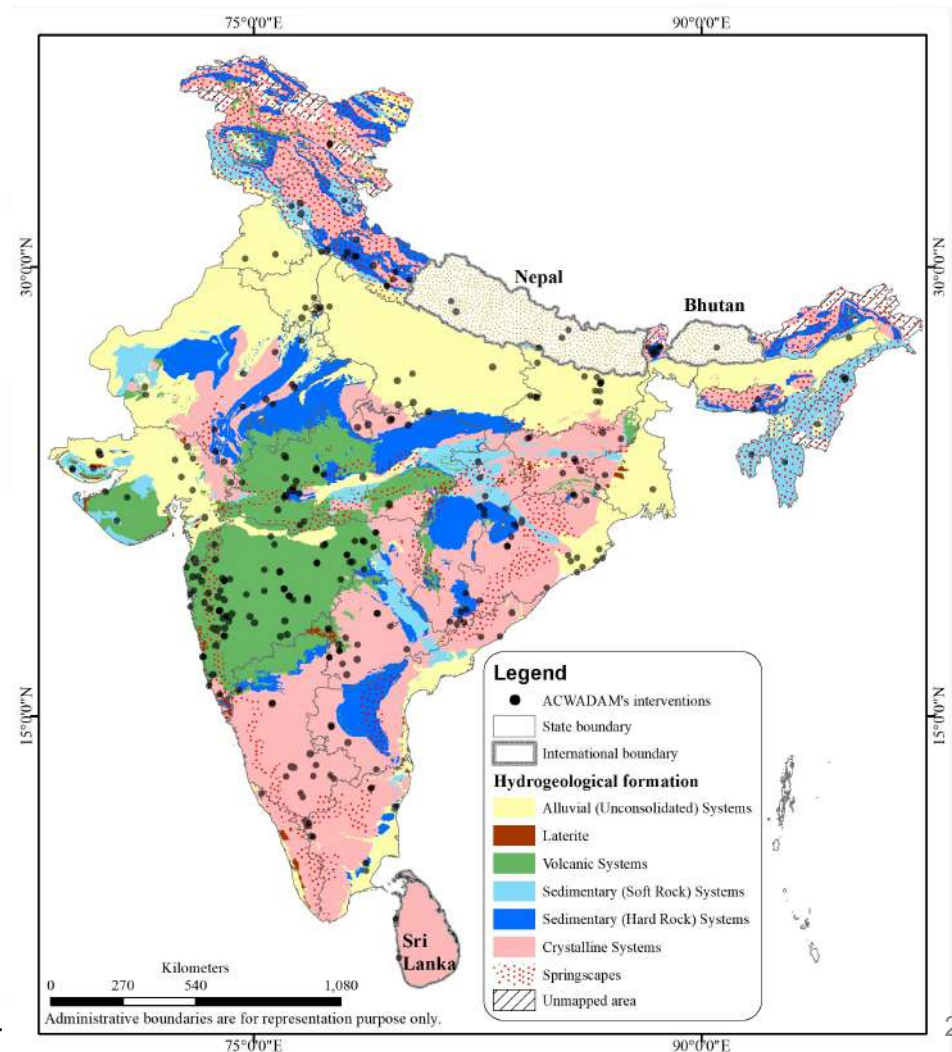 75°0'0"E
90°0'0"E
30°0'0"N
30°0'0"N
Nepal
Bhutan
15°0'0"N
15°0'0"N
Legend
ACWADAM's interventions
State boundary
International boundary
Hydrogeological formation
Alluvial (Unconsolidated) Systems
Laterite
Volcanic Systems
Sedimentary (Soft Rock) Systems
Sedimentary (Hard Rock) Systems
Crystalline Systems
Springscapes
Unmapped area
Sri
Lanka
Kilometers
0 270 540 1,080
Administrative boundaries are for representation purpose only.
75°0'0"E
90°0'0"E
2